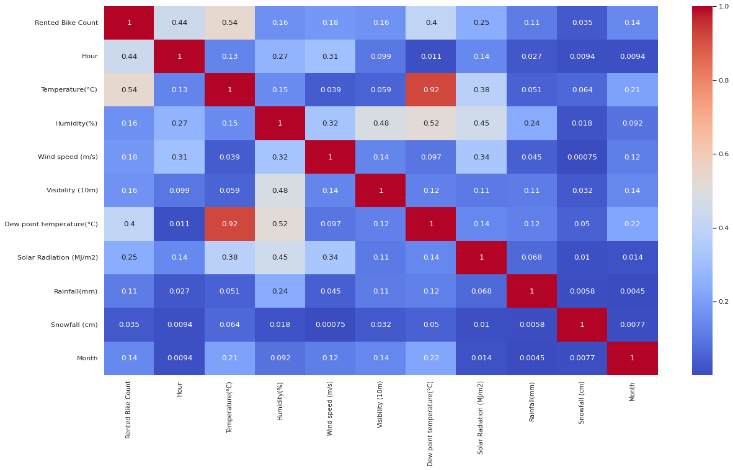 Rented Bike Count 1 0.44 0.54 0.16 0.18 0.16 0.4 0.25 0.11 0.035 0.14
Hour 0.44 1 0.13 0.27 0.31 0.099 0.011 0.14 0.027 0.0094 0.0094
Temperature(°C) 0.54 0.13 1 0.15 0.039 0.059 0.92 0.38 0.051 0.064 0.21
Humidity(%) 0.16 0.27 0.15 1 0.32 0.48 0.52 0.45 0.24 0.018 0.092
Wind speed (m/s) 0.18 0.31 0.039 0.32 1 0.14 0.097 0.34 0.045 0.00075 0.12
Visibility (10m) 0.16 0.099 0.059 0.48 0.14 1 0.12 0.11 0.11 0.032 0.14
Dew point temperature(°C) 0.4 0.011 0.92 0.52 0.097 0.12 1 0.14 0.12 0.05 0.22
Solar Radiation (MJ/m2) 0.25 0.14 0.38 0.45 0.34 0.11 0.14 1 0.068 0.01 0.014
Rainfall(mm) 0.11 0.027 0.051 0.24 0.045 0.11 0.12 0.068 1 0.0058 0.0045
Snowfall (cm) 0.035 0.0094 0.064 0.018 0.00075 0.032 0.05 0.01 0.0058 1 0.0077
Month 0.14 0.0094 0.21 0.092 0.12 0.14 0.22 0.014 0.0045 0.0077 1
Rented Bike Count
Hour
Temperature(°C)
Humidity(%)
Wind speed (m/s)
Visibility (10m)
Dew point temperature(°C)
Solar Radiation (MJ/m2)
Rainfall(mm)
Snowfall (cm)
Month
1.0
0.8
0.6
0.4
0.2